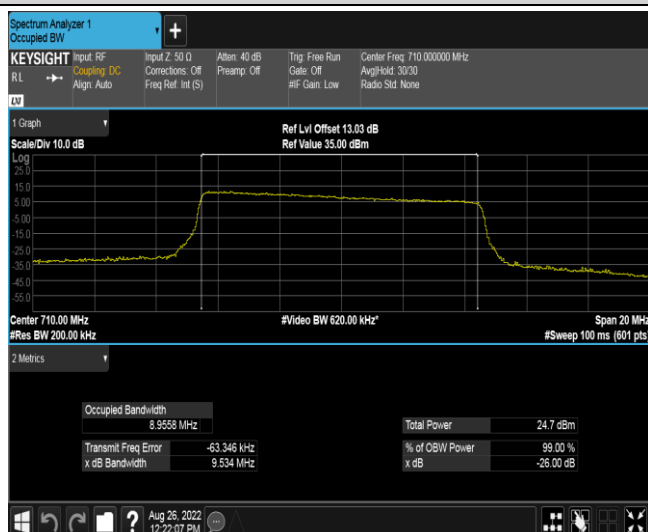 Spectrum Analyzer 1
Occupied BW
+
KEYSIGHT
Input: RF
Input Z: 50 Ω
Atten: 40 dB
Trig: Free Run
Center Freq: 710.000000 MHz
RL
Coupling: DC
Corrections: Off
Preamp: Off
Gate: Off
Avg|Hold: 30/30
Align: Auto
Freq Ref: Int (S)
#IF Gain: Low
Radio Std: None
LXI
1 Graph
Ref Lvl Offset 13.03 dB
Scale/Div 10.0 dB
Ref Value 35.00 dBm
Log
25.0
15.0
5.00
-5.00
-15.0
-25.0
-35.0
-45.0
-55.0
Center 710.00 MHz
#Video BW 620.00 kHz*
Span 20 MHz
#Res BW 200.00 kHz
#Sweep 100 ms (601 pts)
2 Metrics
Occupied Bandwidth
8.9558 MHz
Total Power
24.7 dBm
Transmit Freq Error
-63.346 kHz
% of OBW Power
99.00 %
x dB Bandwidth
9.534 MHz
x dB
-26.00 dB
?
Aug 26, 2022
12:22:07 PM